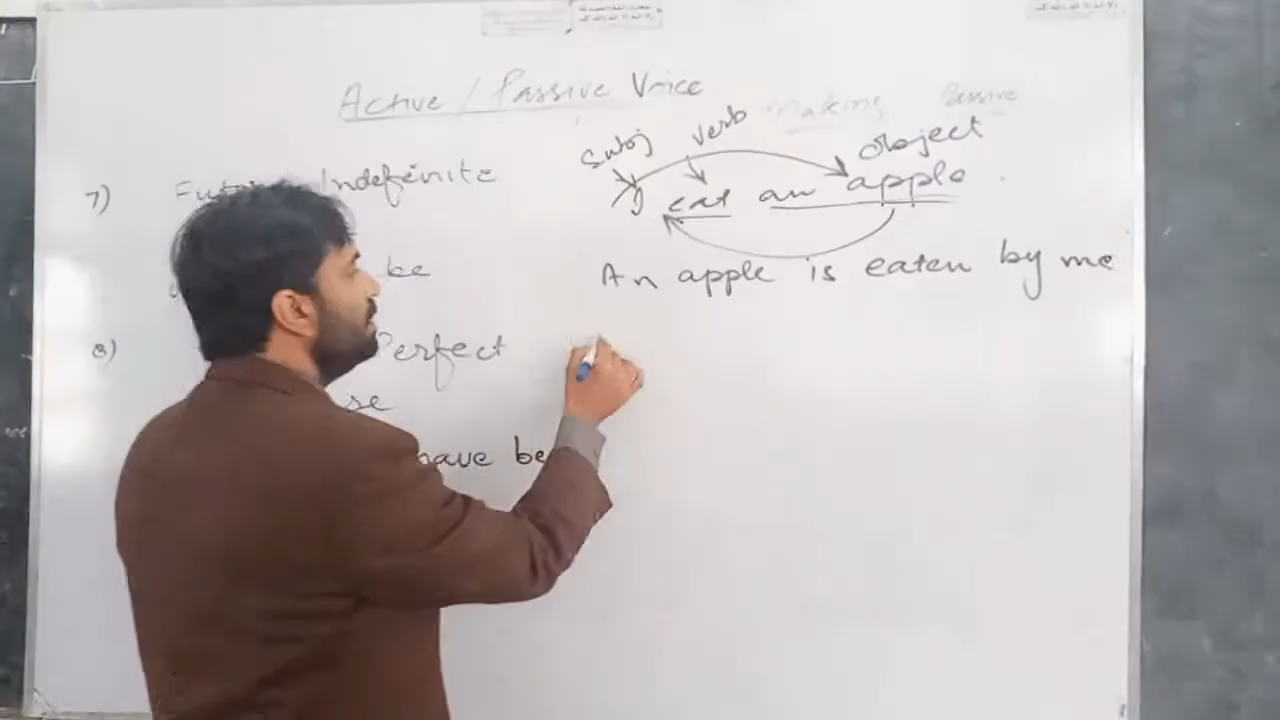 Active / Passive Voice
Making Passive
Subj verb object
7) Future Indefinite
I eat an apple.
be
An apple is eaten by me
8) Perfect
se
have be